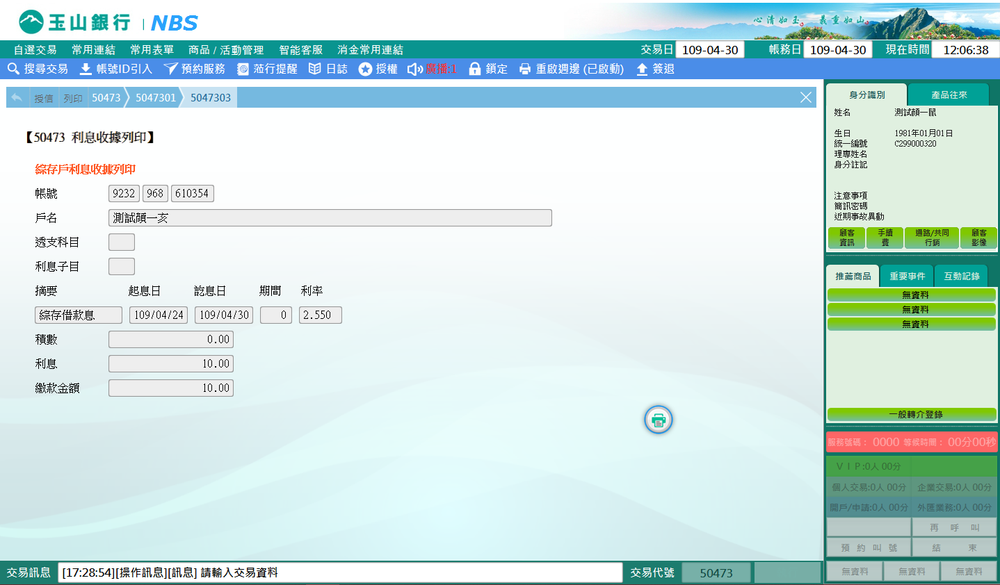 玉山銀行 | NBS
心清如玉。義重如山。
自選交易 常用連結 常用表單 商品 / 活動管理 智能客服 消金常用連結 交易日 109-04-30 帳務日 109-04-30 現在時間 12:06:38
搜尋交易 帳號ID引入 預約服務 蒞行提醒 日誌 授權 廣播:1 鎖定 重啟週邊 (已啟動) 簽退
授信 列印 50473 5047301 5047303
【50473 利息收據列印】
綜存戶利息收據列印
帳號 9232 968 610354
戶名 測試顏一亥
透支科目
利息子目
摘要 起息日 訖息日 期間 利率
綜存借款息 109/04/24 109/04/30 0 2.550
積數 0.00
利息 10.00
繳款金額 10.00
交易訊息 [17:28:54][操作訊息][訊息] 請輸入交易資料 交易代號 50473
身分識別 產品往來
姓名 測試顏一鼠
生日 1981年01月01日
統一編號 C299000320
理專姓名
身分註記
注意事項
簡訊密碼
近期事故異動
顧客資訊 手續費 通路/共同行銷 顧客影像
推薦商品 重要事件 互動記錄
無資料
無資料
無資料
一般轉介登錄
服務號碼： 0000 等候時間： 00分00秒
ＶＩＰ:0人 00分
個人交易:0人 00分 企業交易:0人 00分
開戶/申請:0人 00分 外匯業務:0人 00分
再 呼 叫
預 約 叫 號 結 束
無資料 無資料 無資料